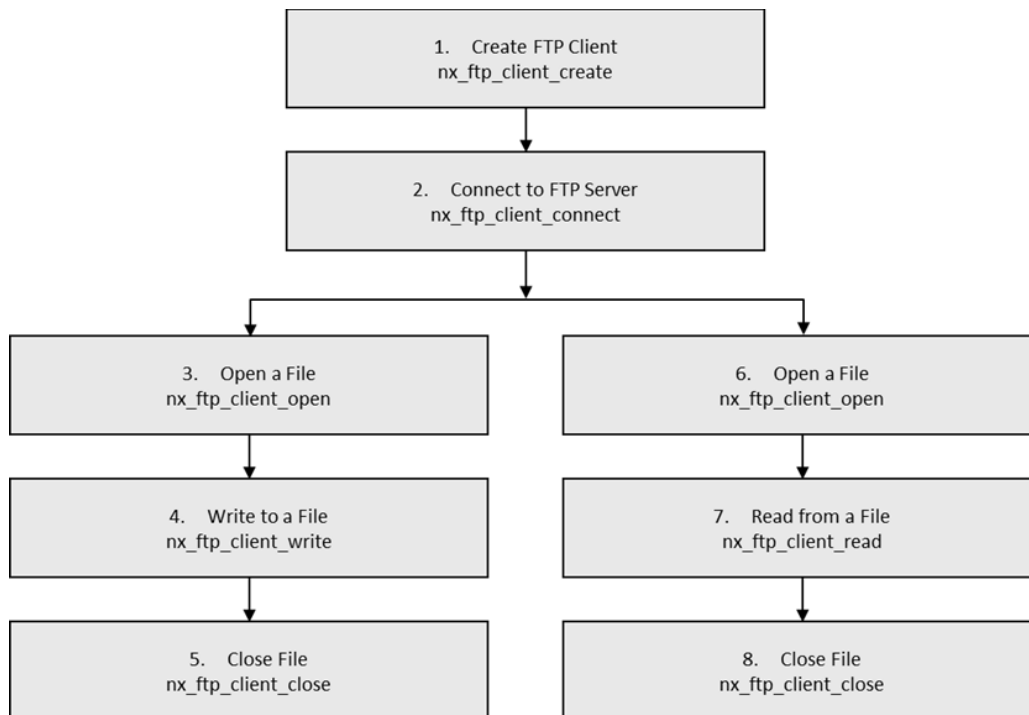 1. Create FTP Client
nx_ftp_client_create
2. Connect to FTP Server
nx_ftp_client_connect
3. Open a File
nx_ftp_client_open
4. Write to a File
nx_ftp_client_write
5. Close File
nx_ftp_client_close
6. Open a File
nx_ftp_client_open
7. Read from a File
nx_ftp_client_read
8. Close File
nx_ftp_client_close